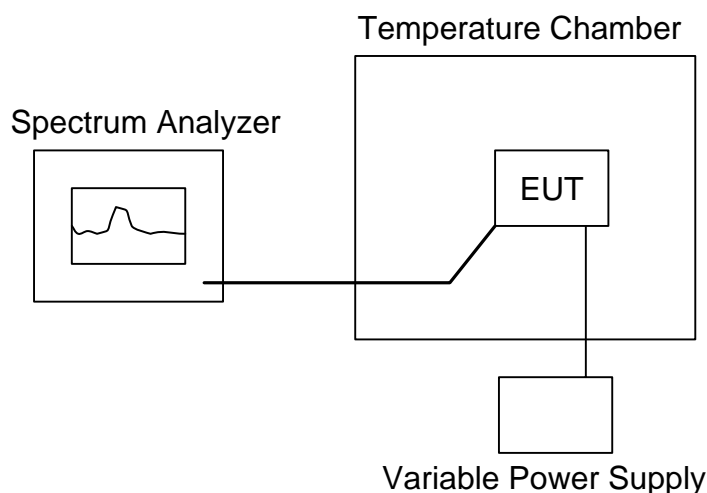 Temperature Chamber
Spectrum Analyzer
EUT
Variable Power Supply